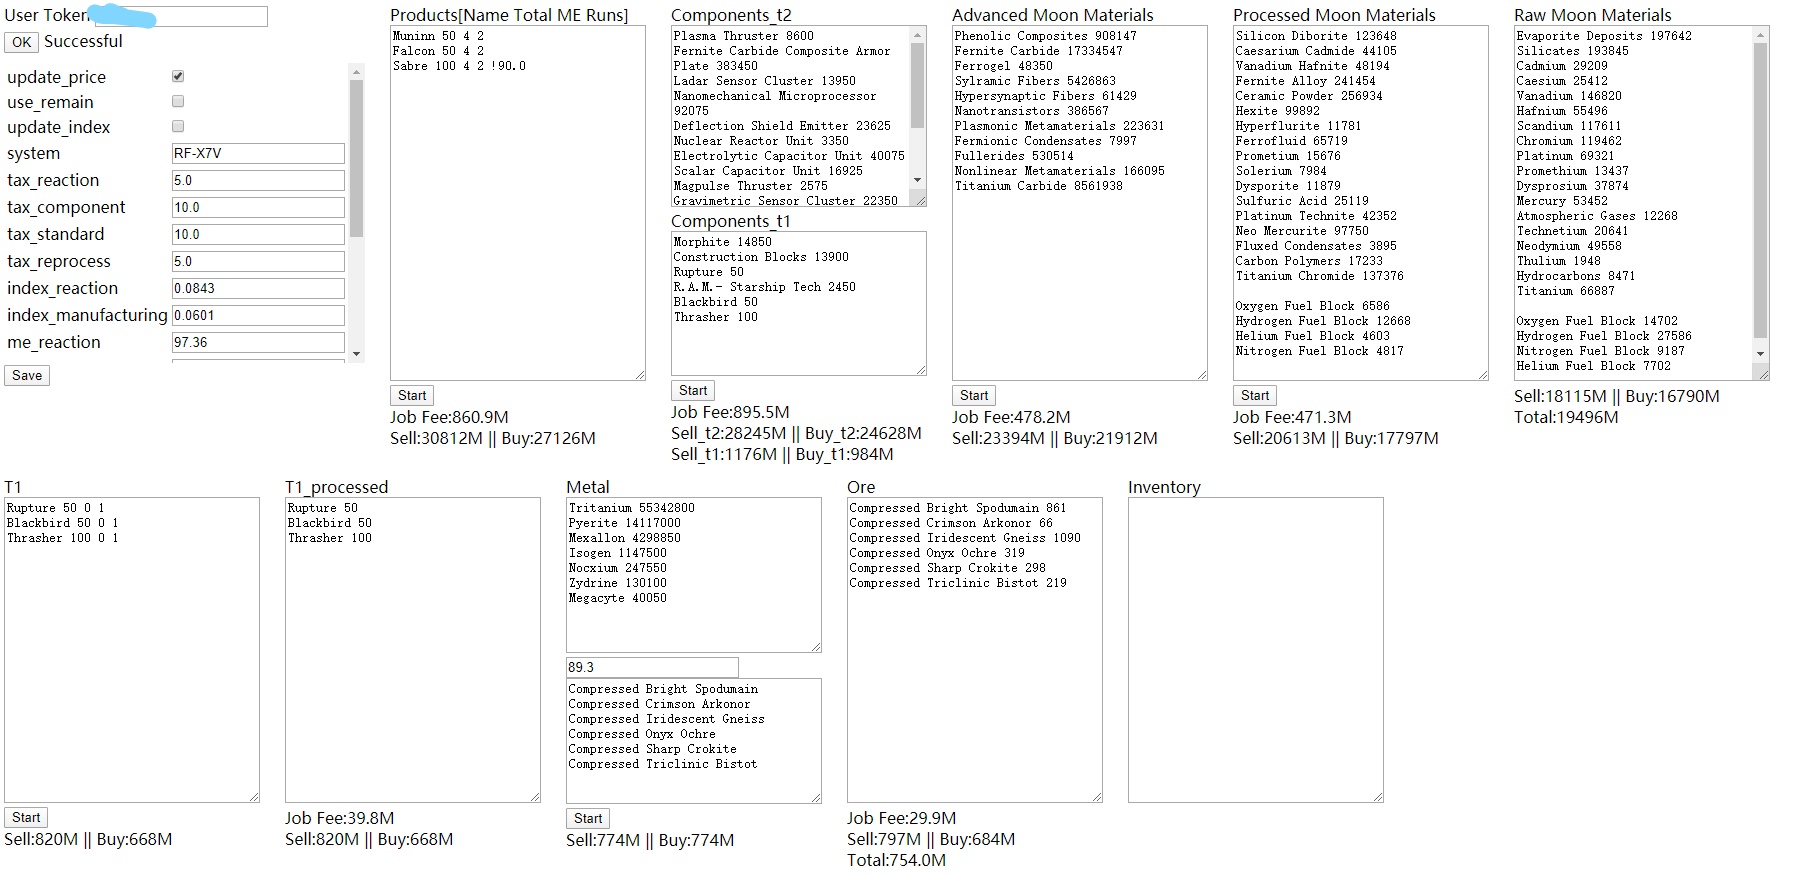 User Token
OK Successful
update_price
use_remain
update_index
system RF-X7V
tax_reaction 5.0
tax_component 10.0
tax_standard 10.0
tax_reprocess 5.0
index_reaction 0.0843
index_manufacturing 0.0601
me_reaction 97.36
Save
Products[Name Total ME Runs]
Muninn 50 4 2
Falcon 50 4 2
Sabre 100 4 2 !90.0
Start
Job Fee:860.9M
Sell:30812M || Buy:27126M
Components_t2
Plasma Thruster 8600
Fernite Carbide Composite Armor
Plate 383450
Ladar Sensor Cluster 13950
Nanomechanical Microprocessor
92075
Deflection Shield Emitter 23625
Nuclear Reactor Unit 3350
Electrolytic Capacitor Unit 40075
Scalar Capacitor Unit 16925
Magpulse Thruster 2575
Gravimetric Sensor Cluster 22350
Components_t1
Morphite 14850
Construction Blocks 13900
Rupture 50
R.A.M.- Starship Tech 2450
Blackbird 50
Thrasher 100
Start
Job Fee:895.5M
Sell_t2:28245M || Buy_t2:24628M
Sell_t1:1176M || Buy_t1:984M
Advanced Moon Materials
Phenolic Composites 908147
Fernite Carbide 17334547
Ferrogel 48350
Sylramic Fibers 5426863
Hypersynaptic Fibers 61429
Nanotransistors 386567
Plasmonic Metamaterials 223631
Fermionic Condensates 7997
Fullerides 530514
Nonlinear Metamaterials 166095
Titanium Carbide 8561938
Start
Job Fee:478.2M
Sell:23394M || Buy:21912M
Processed Moon Materials
Silicon Diborite 123648
Caesarium Cadmide 44105
Vanadium Hafnite 48194
Fernite Alloy 241454
Ceramic Powder 256934
Hexite 99892
Hyperflurite 11781
Ferrofluid 65719
Prometium 15676
Solerium 7984
Dysporite 11879
Sulfuric Acid 25119
Platinum Technite 42352
Neo Mercurite 97750
Fluxed Condensates 3895
Carbon Polymers 17233
Titanium Chromide 137376
Oxygen Fuel Block 6586
Hydrogen Fuel Block 12668
Helium Fuel Block 4603
Nitrogen Fuel Block 4817
Start
Job Fee:471.3M
Sell:20613M || Buy:17797M
Raw Moon Materials
Evaporite Deposits 197642
Silicates 193845
Cadmium 29209
Caesium 25412
Vanadium 146820
Hafnium 55496
Scandium 117611
Chromium 119462
Platinum 69321
Promethium 13437
Dysprosium 37874
Mercury 53452
Atmospheric Gases 12268
Technetium 20641
Neodymium 49558
Thulium 1948
Hydrocarbons 8471
Titanium 66887
Oxygen Fuel Block 14702
Hydrogen Fuel Block 27586
Nitrogen Fuel Block 9187
Helium Fuel Block 7702
Sell:18115M || Buy:16790M
Total:19496M
T1
Rupture 50 0 1
Blackbird 50 0 1
Thrasher 100 0 1
Start
Sell:820M || Buy:668M
T1_processed
Rupture 50
Blackbird 50
Thrasher 100
Job Fee:39.8M
Sell:820M || Buy:668M
Metal
Tritanium 55342800
Pyerite 14117000
Mexallon 4298850
Isogen 1147500
Nocxium 247550
Zydrine 130100
Megacyte 40050
89.3
Compressed Bright Spodumain
Compressed Crimson Arkonor
Compressed Iridescent Gneiss
Compressed Onyx Ochre
Compressed Sharp Crokite
Compressed Triclinic Bistot
Start
Sell:774M || Buy:774M
Ore
Compressed Bright Spodumain 861
Compressed Crimson Arkonor 66
Compressed Iridescent Gneiss 1090
Compressed Onyx Ochre 319
Compressed Sharp Crokite 298
Compressed Triclinic Bistot 219
Job Fee:29.9M
Sell:797M || Buy:684M
Total:754.0M
Inventory